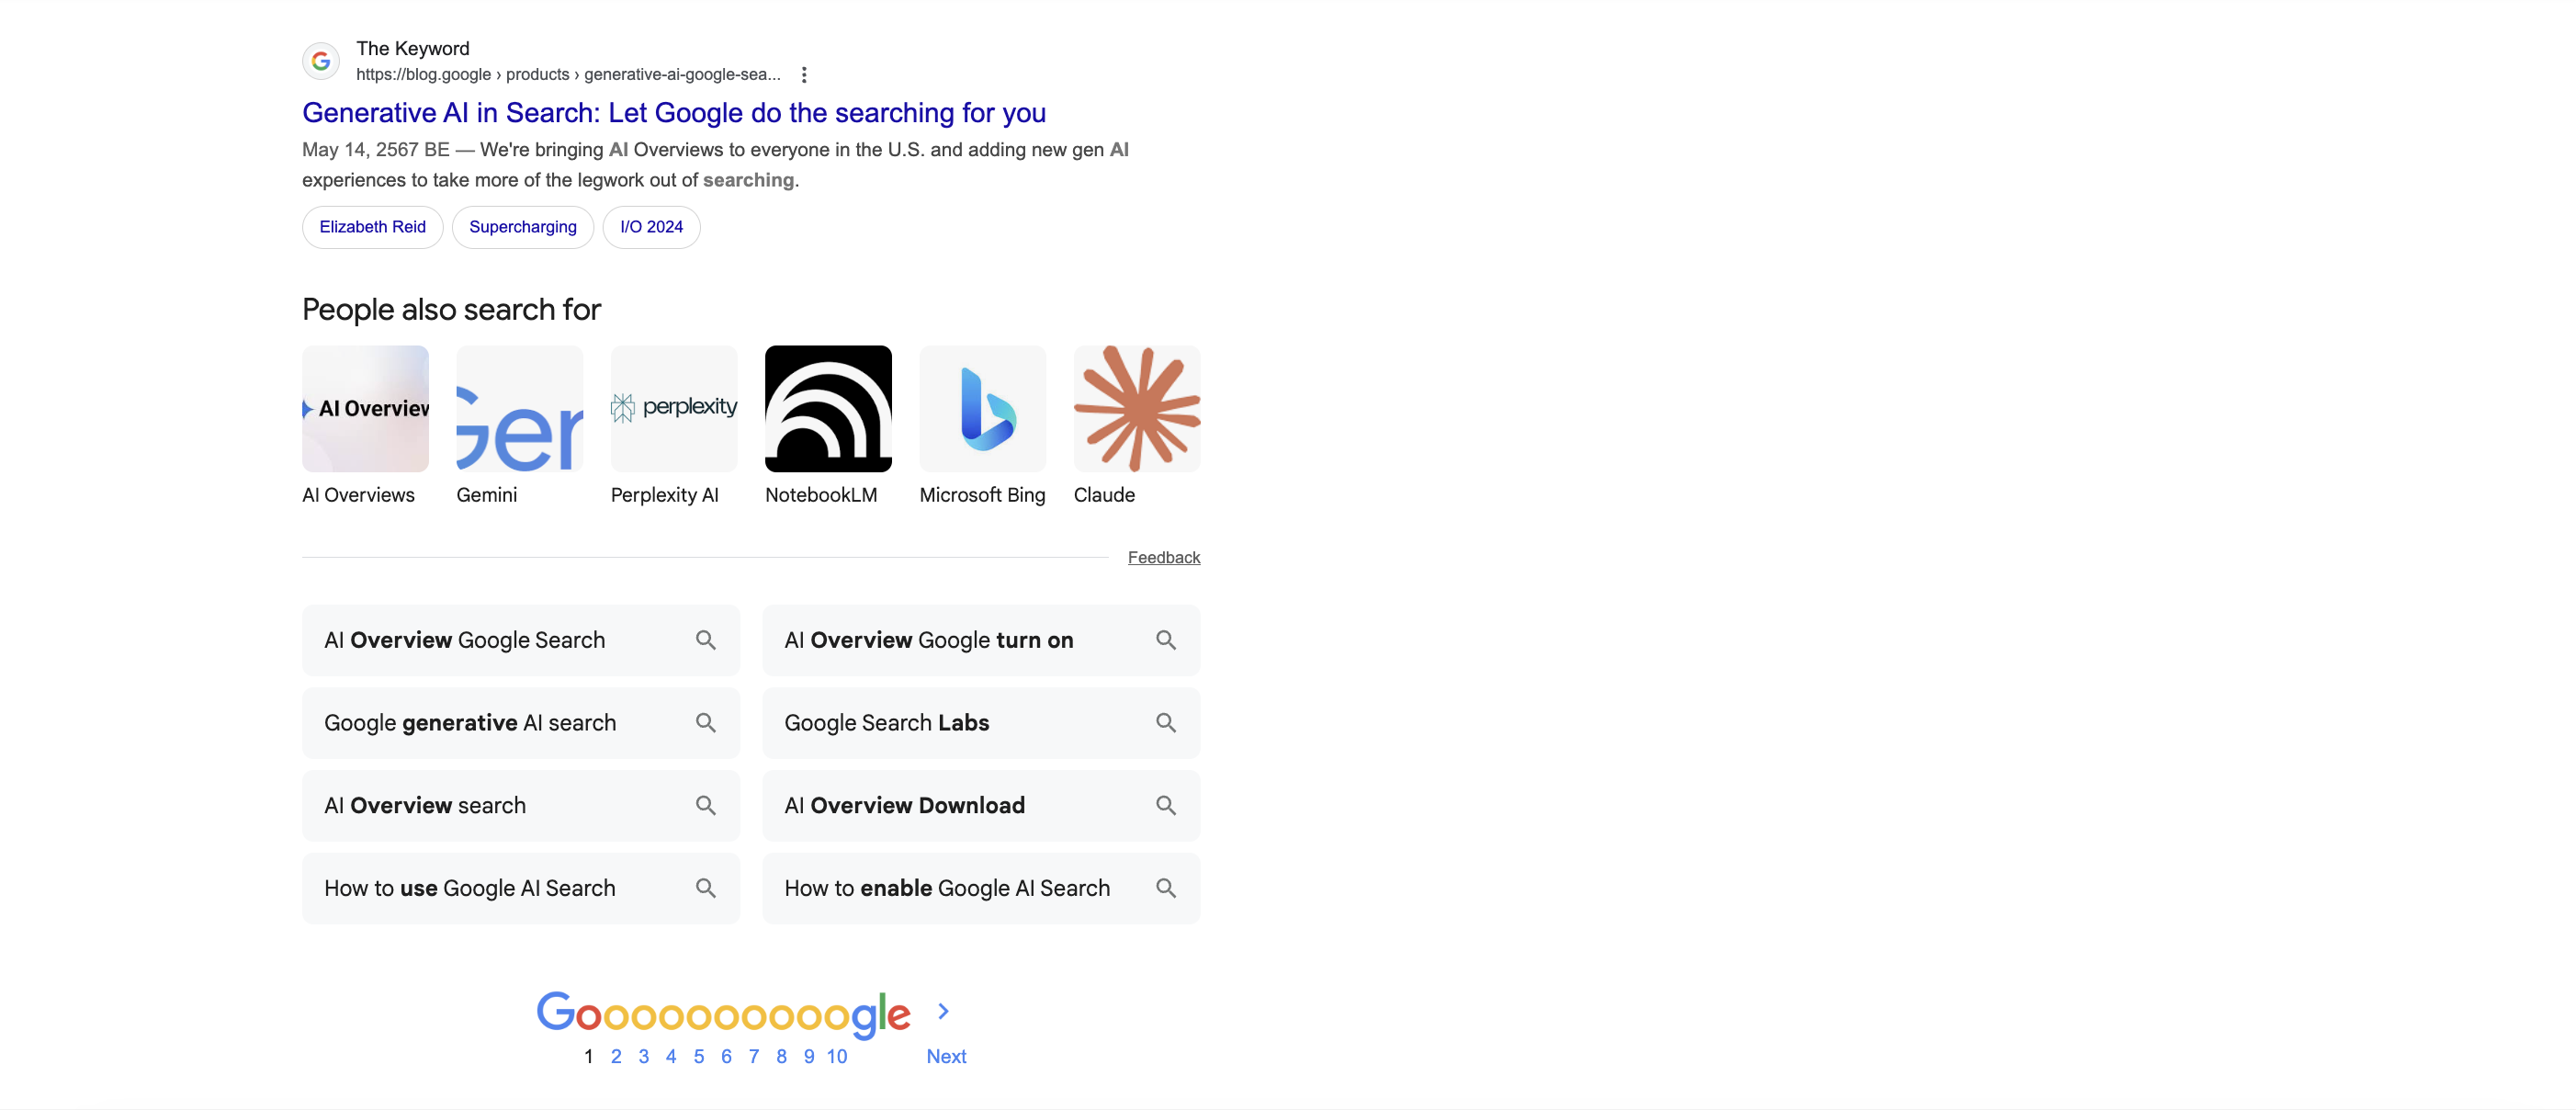 The Keyword
https://blog.google › products › generative-ai-google-sea...
Generative AI in Search: Let Google do the searching for you
May 14, 2567 BE — We're bringing AI Overviews to everyone in the U.S. and adding new gen AI
experiences to take more of the legwork out of searching.
Elizabeth Reid
Supercharging
I/O 2024
People also search for
AI Overview
Gem
perplexity
AI Overviews
Gemini
Perplexity AI
NotebookLM
Microsoft Bing
Claude
Feedback
AI Overview Google Search
AI Overview Google turn on
Google generative AI search
Google Search Labs
AI Overview search
AI Overview Download
How to use Google AI Search
How to enable Google AI Search
Goooooooooogle
1 2 3 4 5 6 7 8 9 10 Next